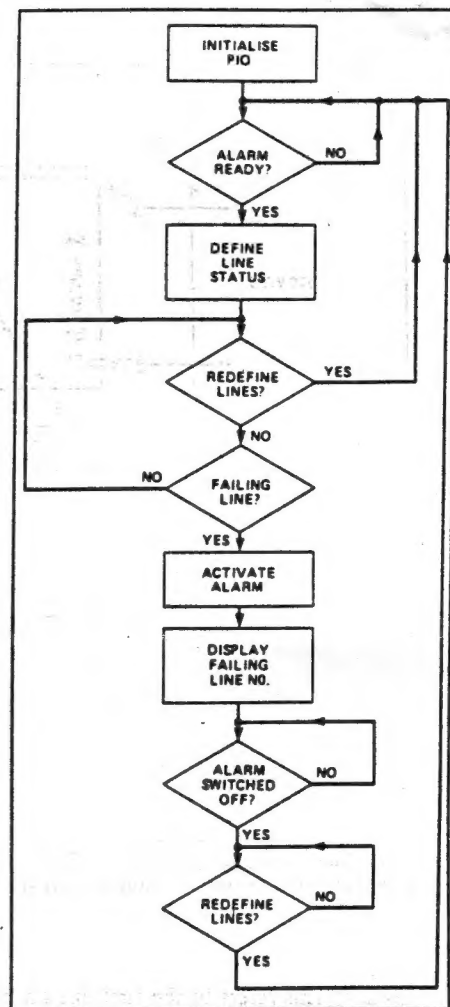 INITIALISE
PIO
ALARM
READY?
NO
YES
DEFINE
LINE
STATUS
REDEFINE
LINES?
YES
NO
FAILING
LINE?
NO
YES
ACTIVATE
ALARM
DISPLAY
FAILING
LINE NO.
ALARM
SWITCHED
OFF?
NO
YES
REDEFINE
LINES?
NO
YES